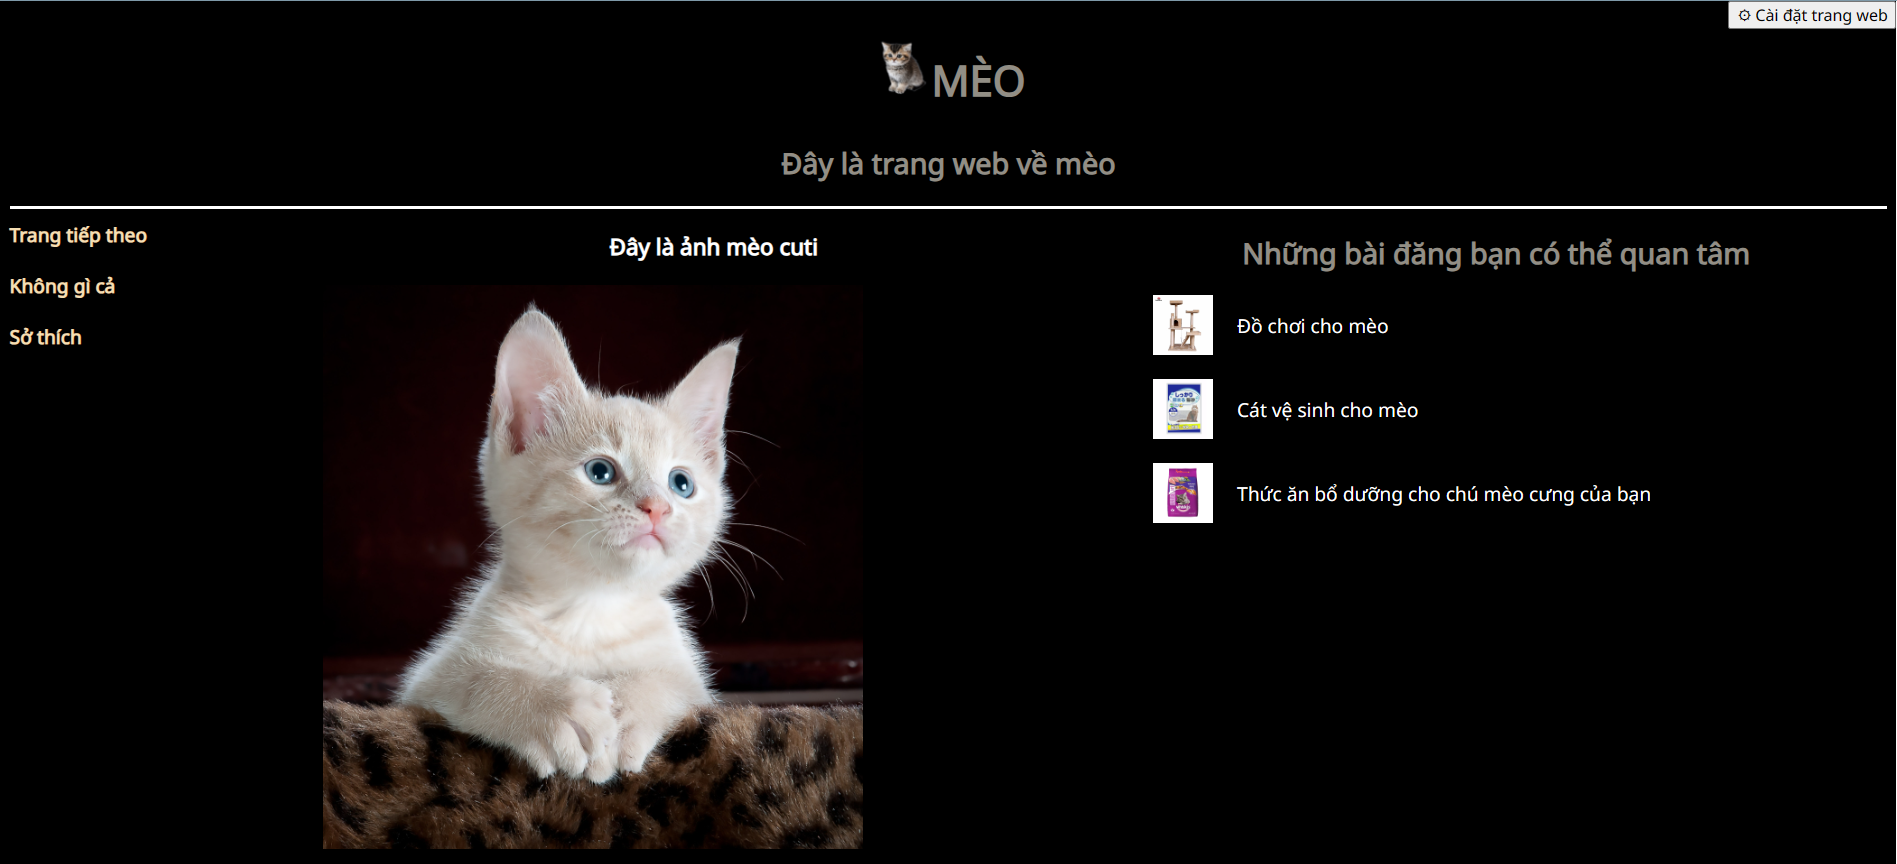 ⚙ Cài đặt trang web
MÈO
Đây là trang web về mèo
Trang tiếp theo
Không gì cả
Sở thích
Đây là ảnh mèo cuti
Những bài đăng bạn có thể quan tâm
Đồ chơi cho mèo
Cát vệ sinh cho mèo
Thức ăn bổ dưỡng cho chú mèo cưng của bạn